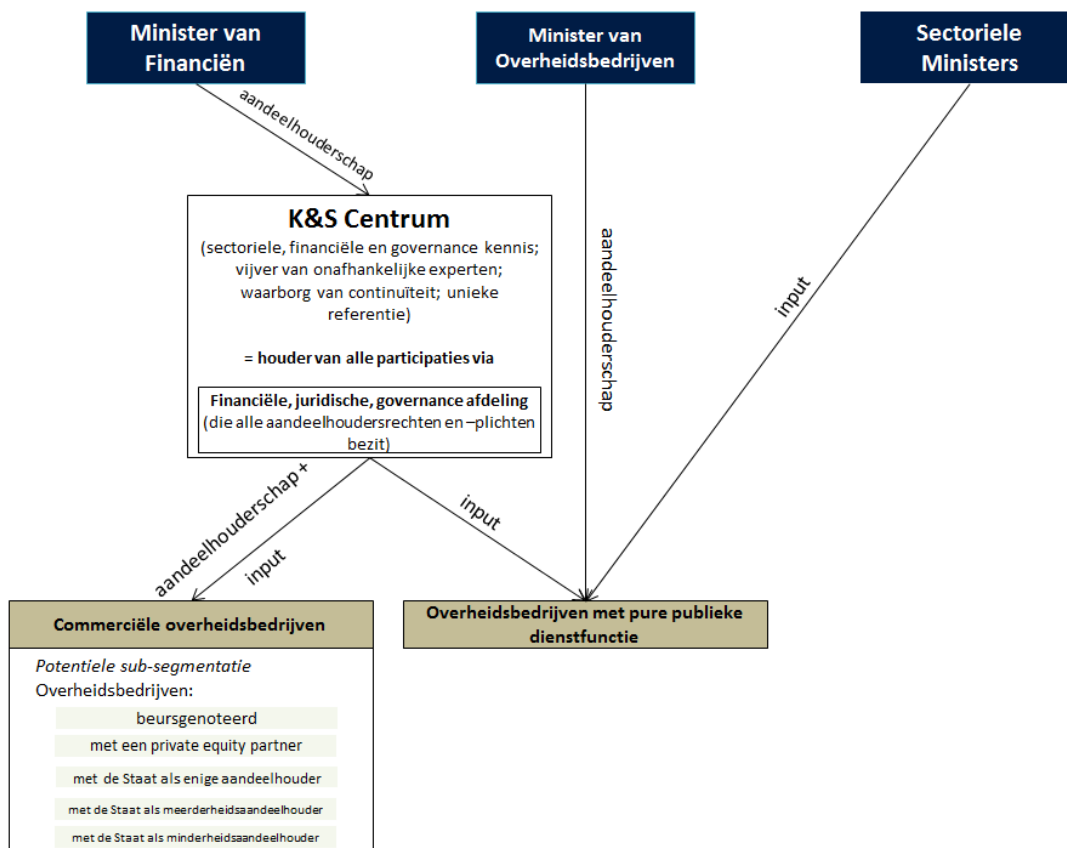 Minister van
Financiën
Minister van
Overheidsbedrijven
Sectoriele
Ministers
aandeelhouderschap
K&S Centrum
(sectoriele, financiële en governance kennis;
vijver van onafhankelijke experten;
waarborg van continuïteit; unieke
referentie)
= houder van alle participaties via
Financiële, juridische, governance afdeling
(die alle aandeelhoudersrechten en –plichten
bezit)
aandeelhouderschap
input
aandeelhouderschap +
input
input
Commerciële overheidsbedrijven
Overheidsbedrijven met pure publieke
dienstfunctie
Potentiele sub-segmentatie
Overheidsbedrijven:
beursgenoteerd
met een private equity partner
met de Staat als enige aandeelhouder
met de Staat als meerderheidsaandeelhouder
met de Staat als minderheidsaandeelhouder